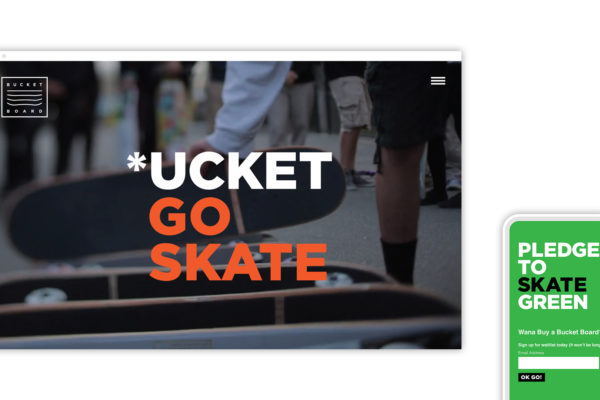 BUCKET
BOARD
*UCKET
GO
SKATE
PLEDGE
TO
SKATE
GREEN
Wana Buy a Bucket Board?
Sign up for waitlist today (it won't be long
Email Address
OK GO!